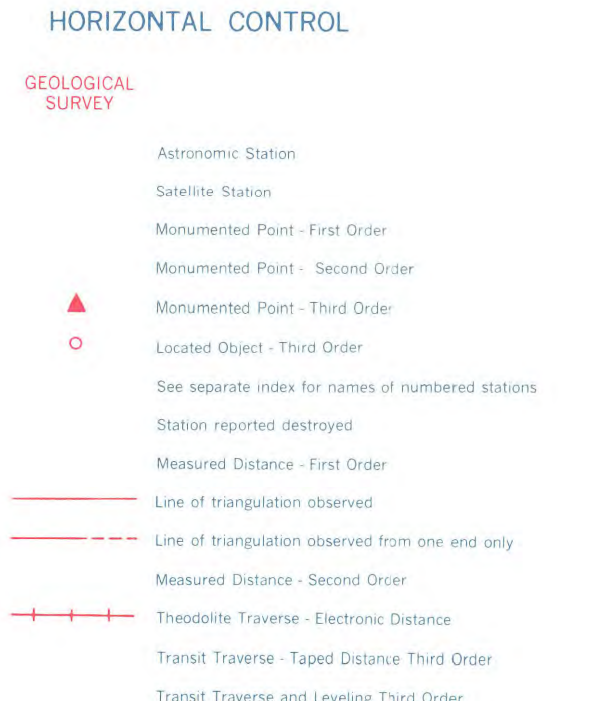 HORIZONTAL CONTROL
GEOLOGICAL
SURVEY
Astronomic Station
Satellite Station
Monumented Point - First Order
Monumented Point - Second Order
Monumented Point - Third Order
Located Object - Third Order
See separate index for names of numbered stations
Station reported destroyed
Measured Distance - First Order
Line of triangulation observed
Line of triangulation observed from one end only
Measured Distance - Second Order
Theodolite Traverse - Electronic Distance
Transit Traverse - Taped Distance Third Order
Transit Traverse and Leveling Third Order